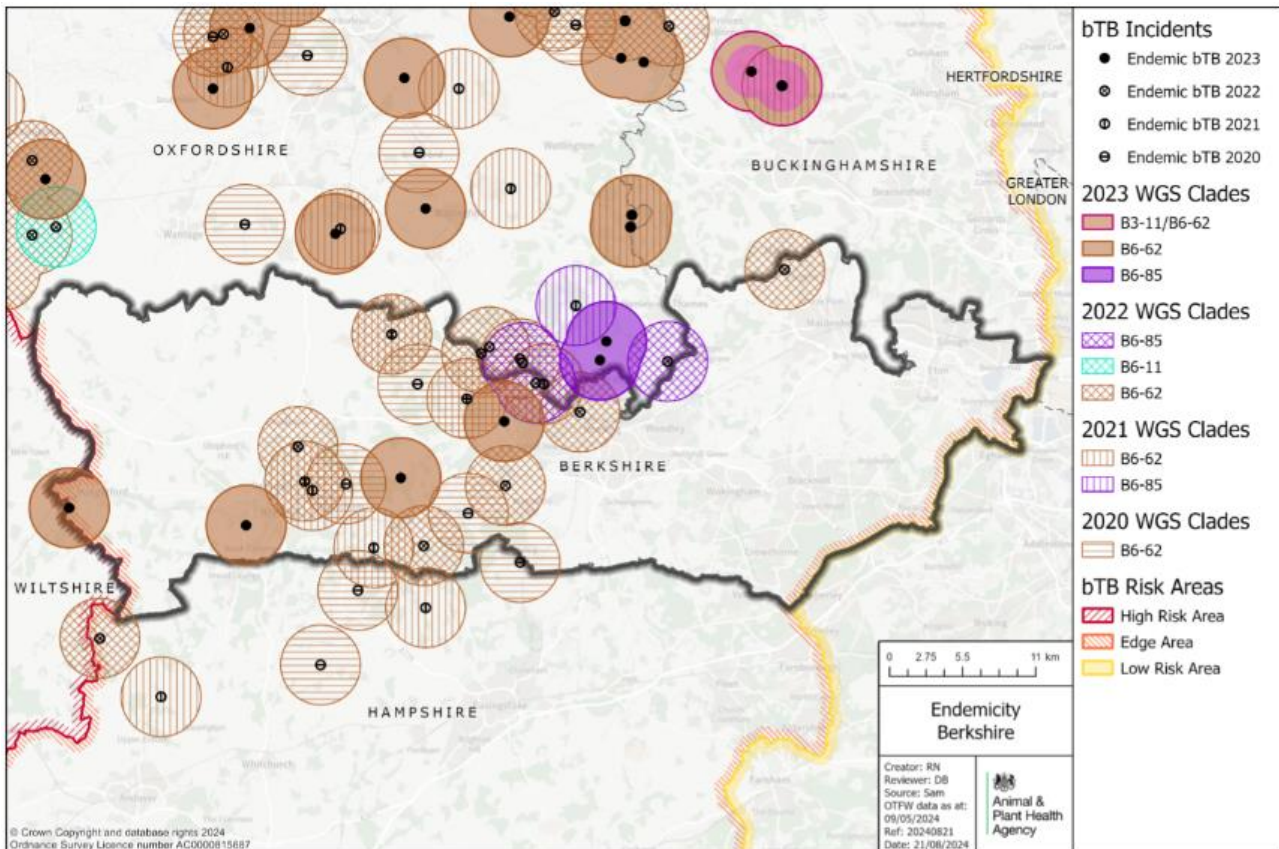 HERTFORDSHIRE
OXFORDSHIRE
BUCKINGHAMSHIRE
GREATER
LONDON
BERKSHIRE
WILTSHIRE
HAMPSHIRE
bTB Incidents
Endemic bTB 2023
Endemic bTB 2022
Endemic bTB 2021
Endemic bTB 2020
2023 WGS Clades
B3-11/B6-62
B6-62
B6-85
2022 WGS Clades
B6-85
B6-11
B6-62
2021 WGS Clades
B6-62
B6-85
2020 WGS Clades
B6-62
bTB Risk Areas
High Risk Area
Edge Area
Low Risk Area
0 2.75 5.5 11 km
Endemicity
Berkshire
Creator: RN
Reviewer: DB
Source: Sam
OTFW data as at:
09/05/2024
Ref: 20240821
Date: 21/08/2024
Animal &
Plant Health
Agency
© Crown Copyright and database rights 2024
Ordnance Survey Licence number AC0000815687